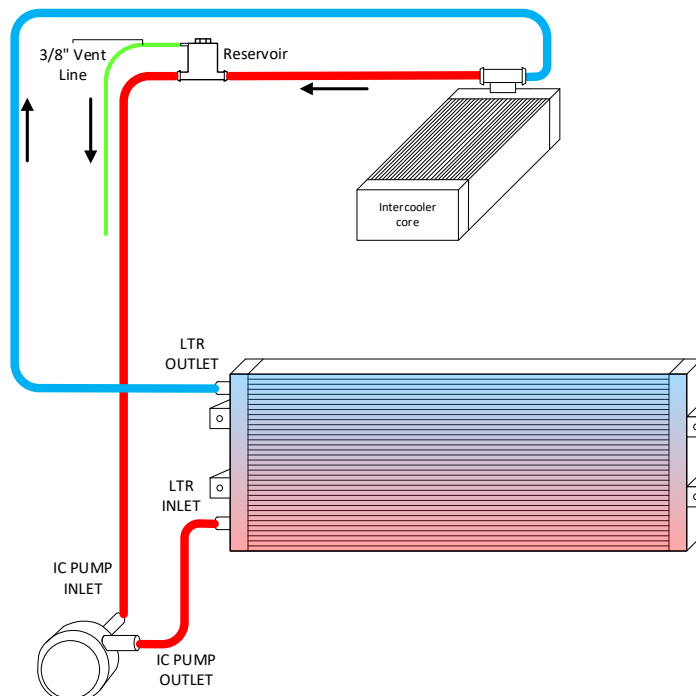 3/8" Vent
Line
Reservoir
Intercooler
core
LTR
OUTLET
LTR
INLET
IC PUMP
INLET
IC PUMP
OUTLET